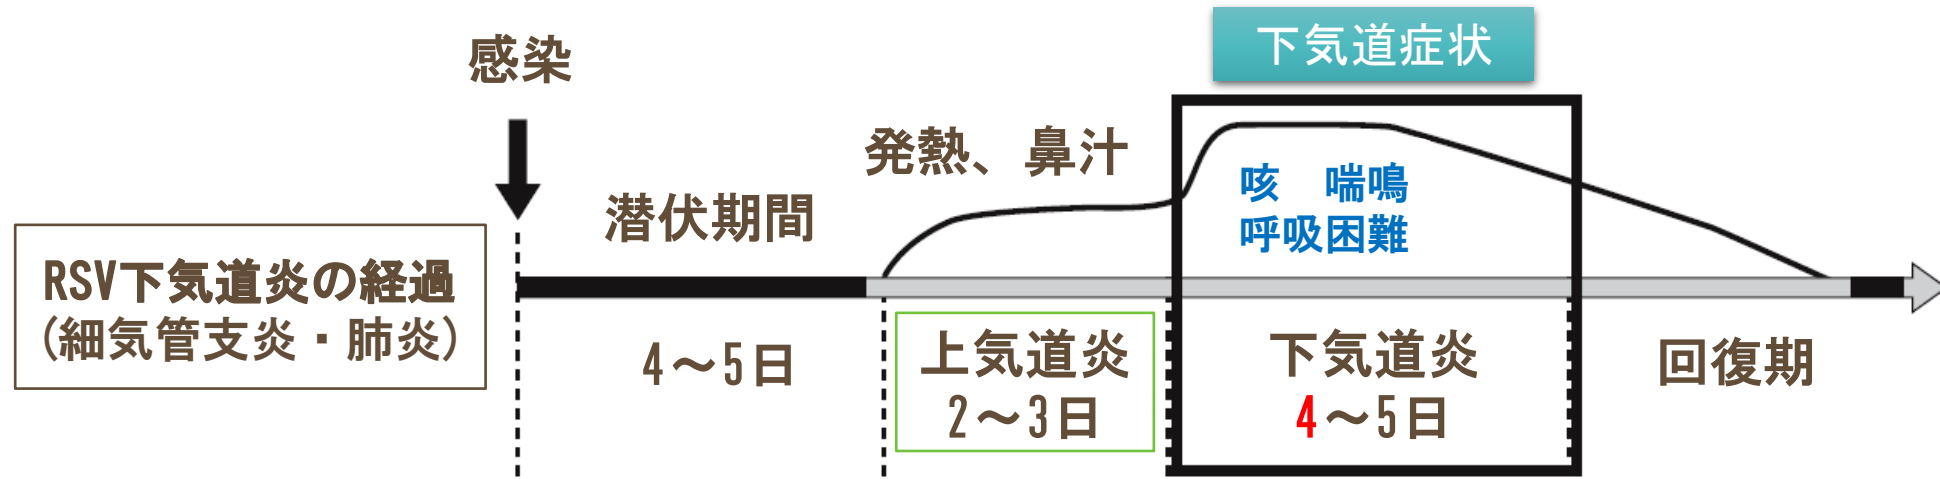 下気道症状
感染
発熱、鼻汁
潜伏期間
咳　喘鳴
呼吸困難
RSV下気道炎の経過
(細気管支炎・肺炎)
4～5日
上気道炎
2～3日
下気道炎
4～5日
回復期